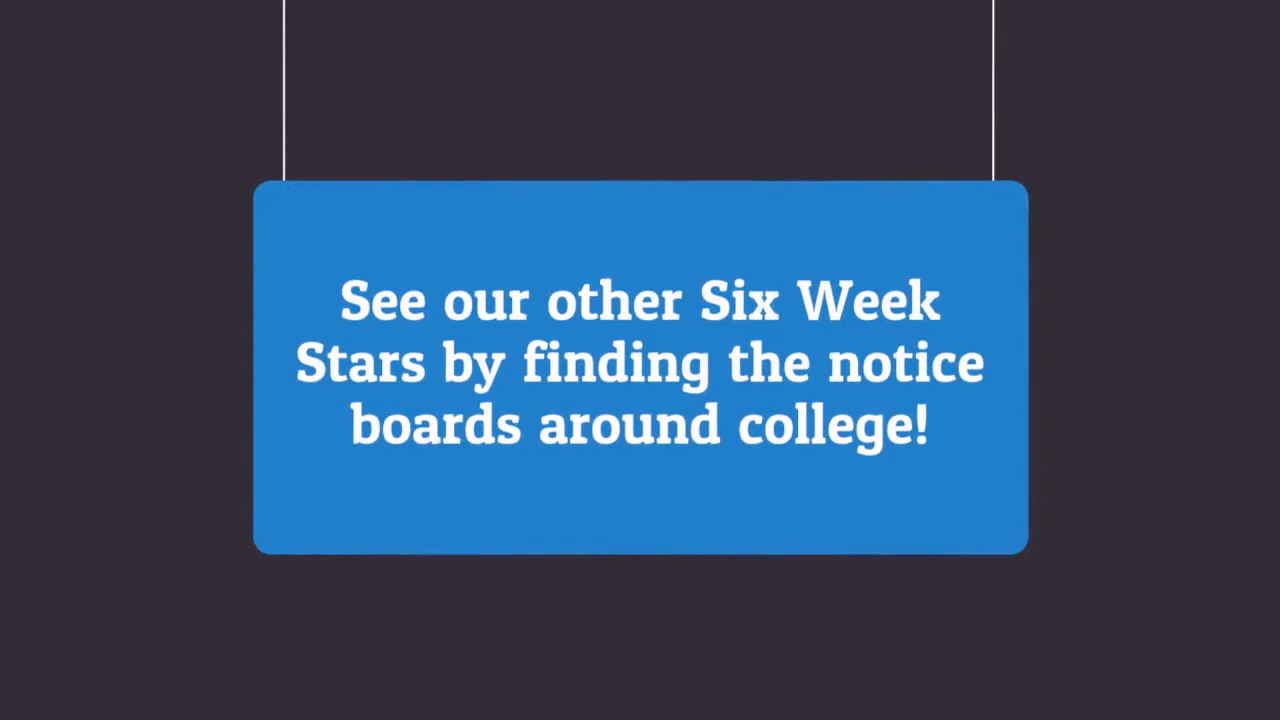 See our other Six Week
Stars by finding the notice
boards around college!